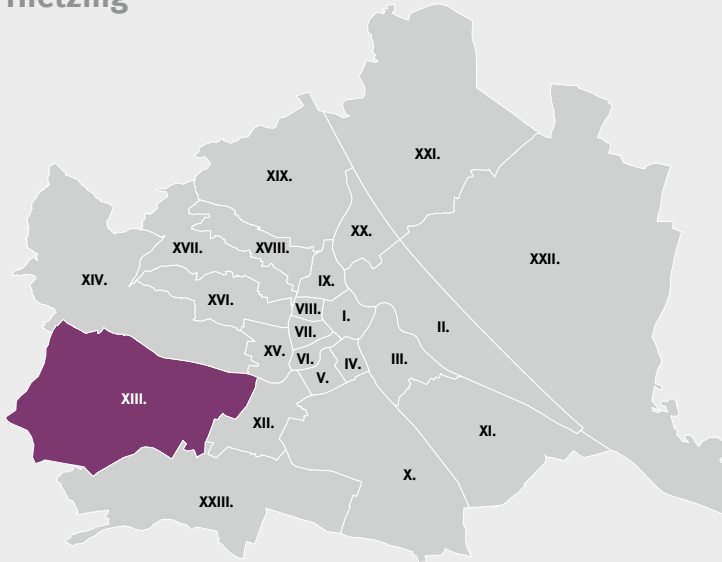 Hietzing
XXI.
XIX.
XX.
XVII.
XVIII.
XXII.
XIV.
IX.
XVI.
VIII.
I.
II.
VII.
XV.
VI.
IV.
III.
V.
XIII.
XII.
XI.
X.
XXIII.